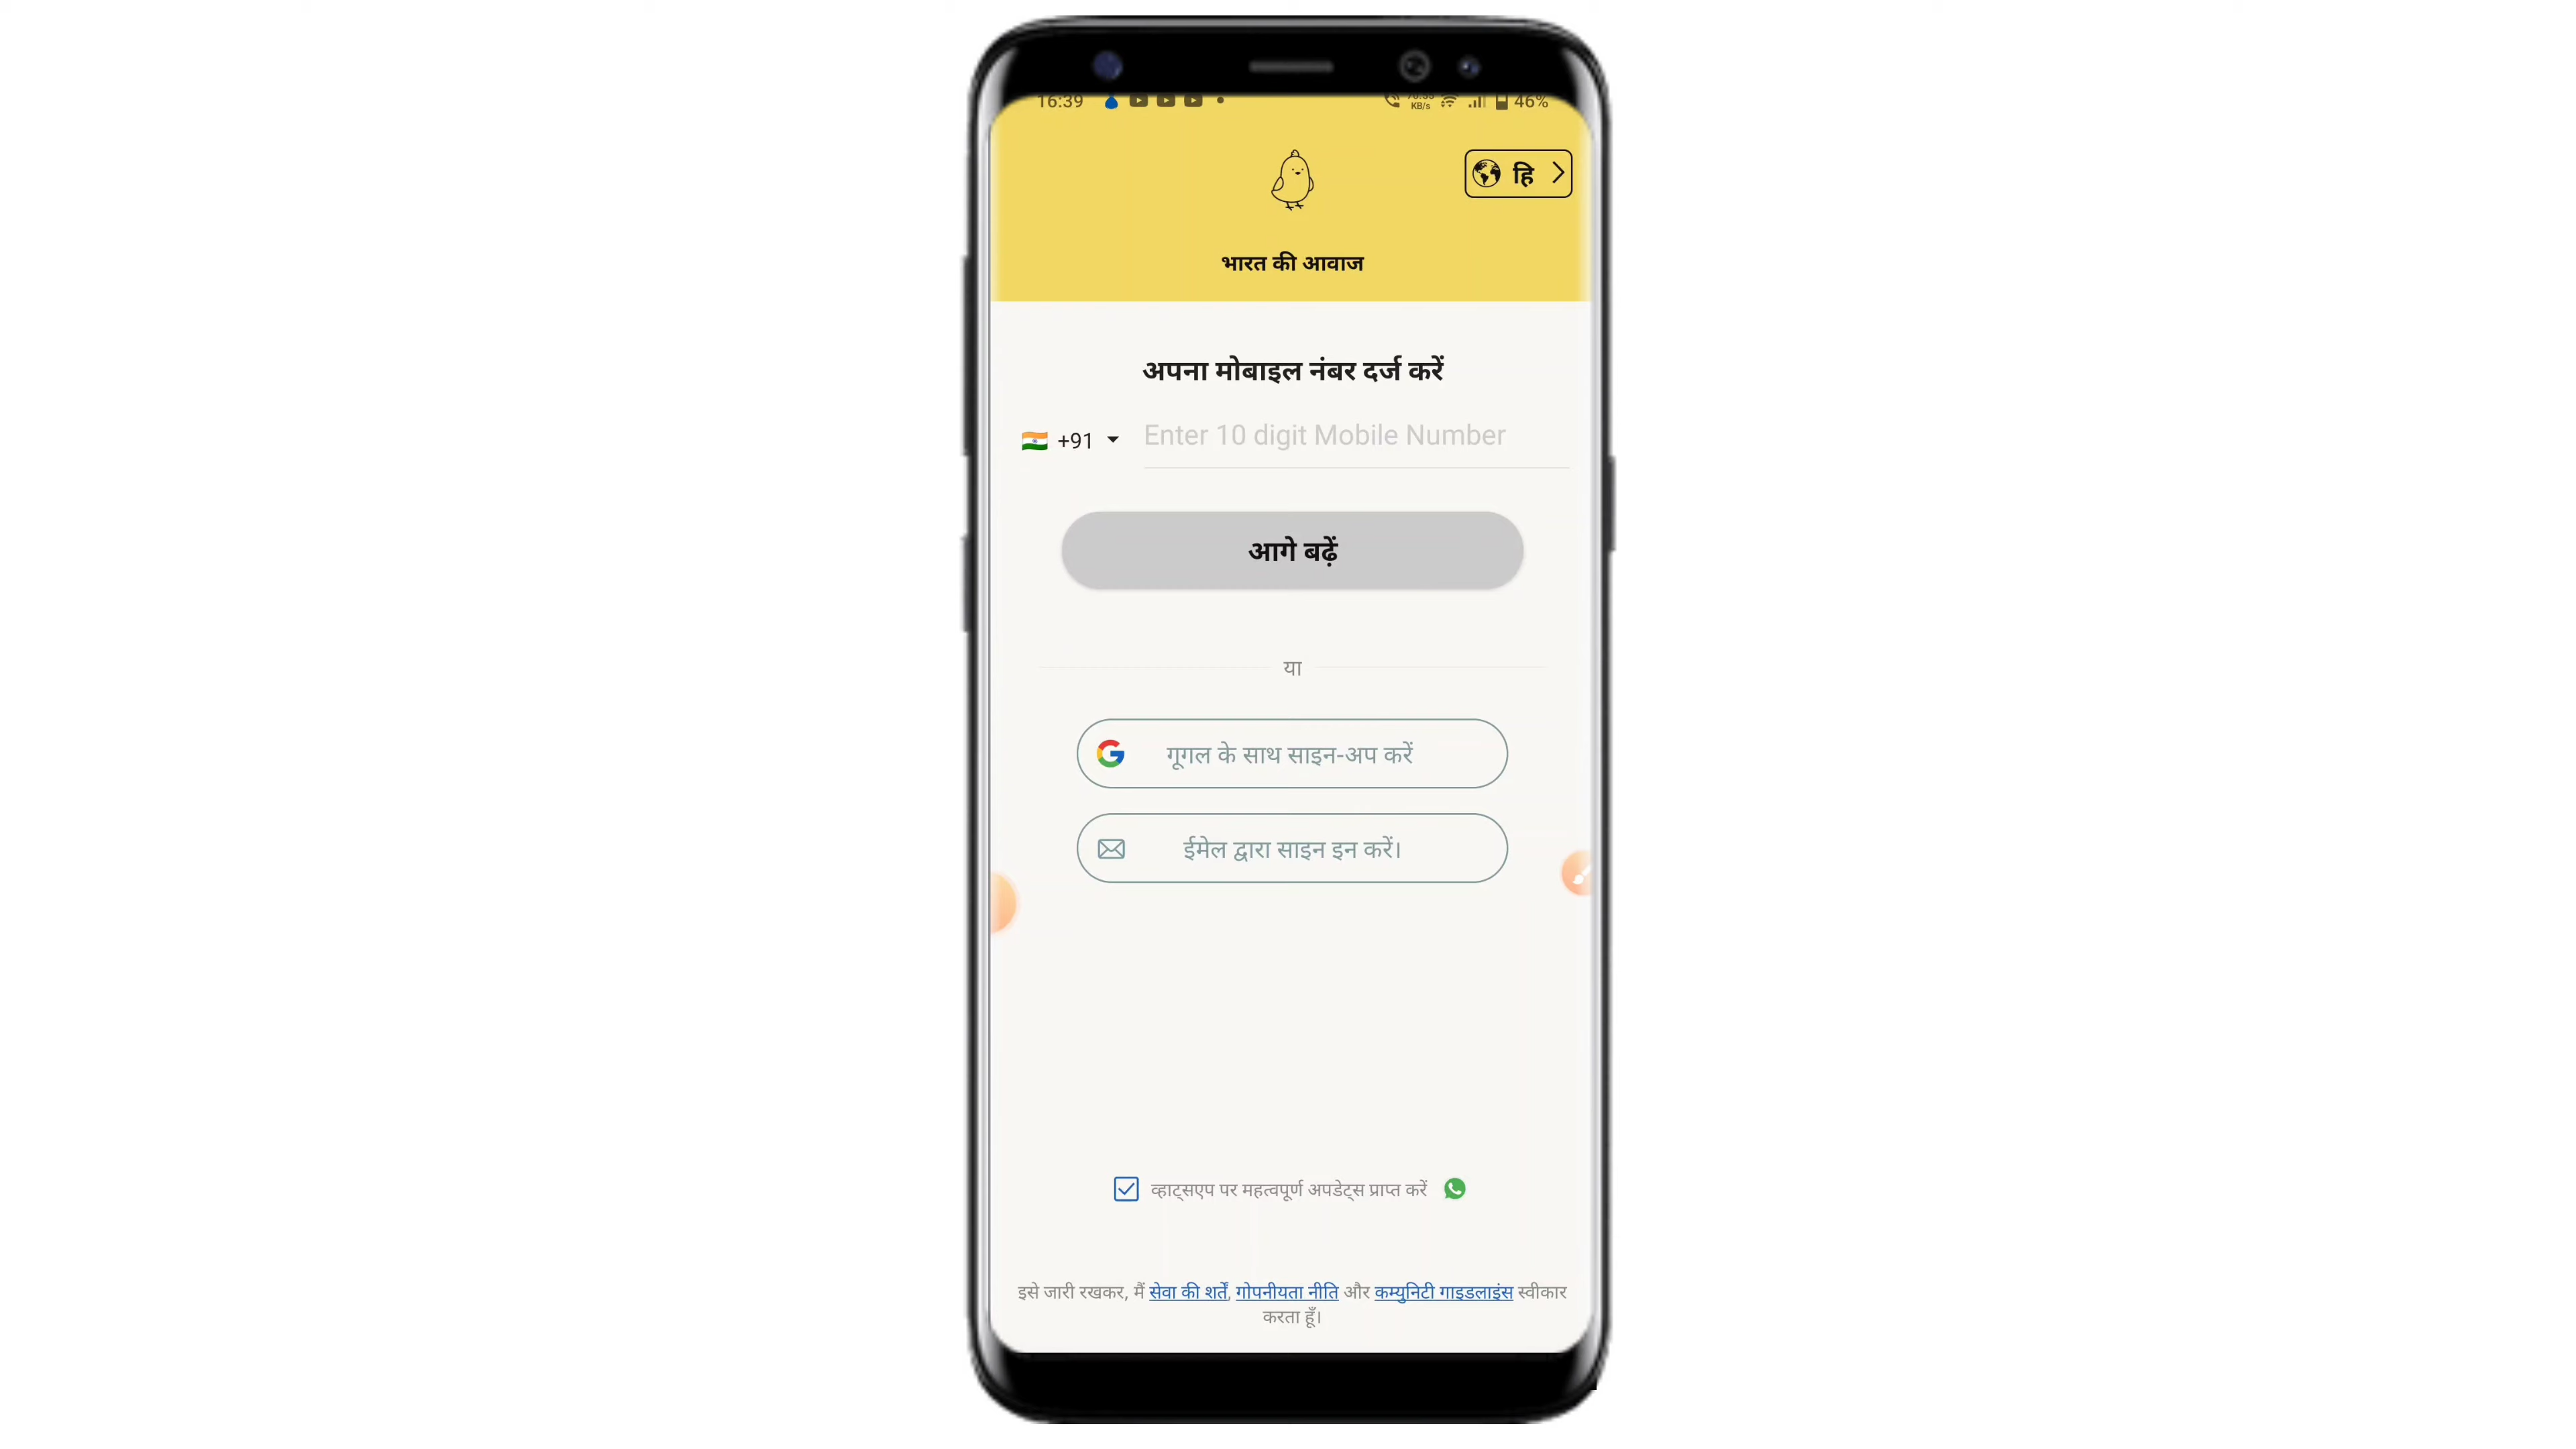 16:39
KB/s
46%
हि
भारत की आवाज
अपना मोबाइल नंबर दर्ज करें
+91
Enter 10 digit Mobile Number
आगे बढ़ें
या
गूगल के साथ साइन-अप करें
ईमेल द्वारा साइन इन करें।
व्हाट्सएप पर महत्वपूर्ण अपडेट्स प्राप्त करें
इसे जारी रखकर, मैं सेवा की शर्तें, गोपनीयता नीति और कम्युनिटी गाइडलाइंस स्वीकार
करता हूँ।